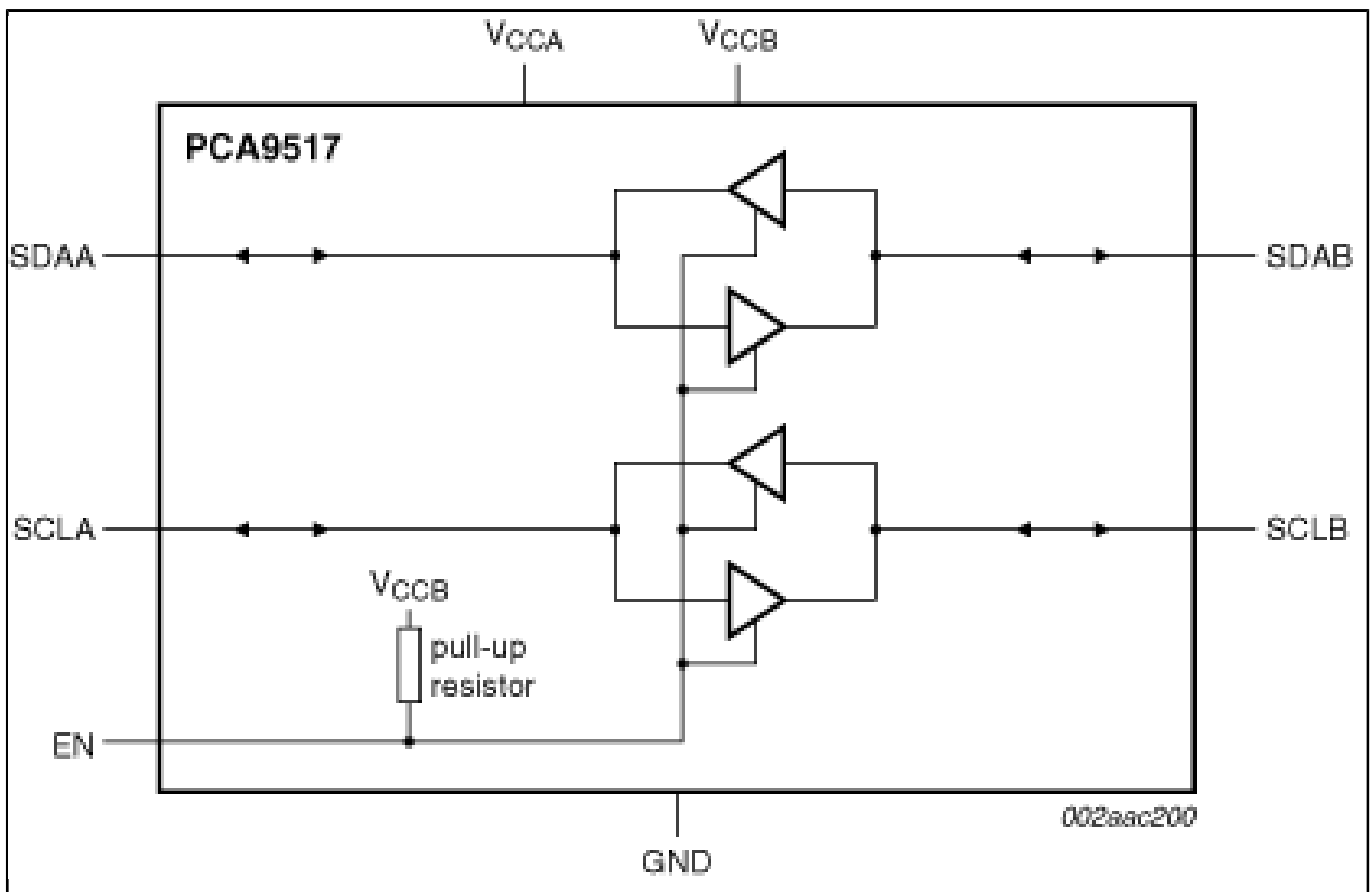 VCCA
VCCB
PCA9517
SDAA
SDAB
SCLA
SCLB
VCCB
pull-up
resistor
EN
002aac200
GND